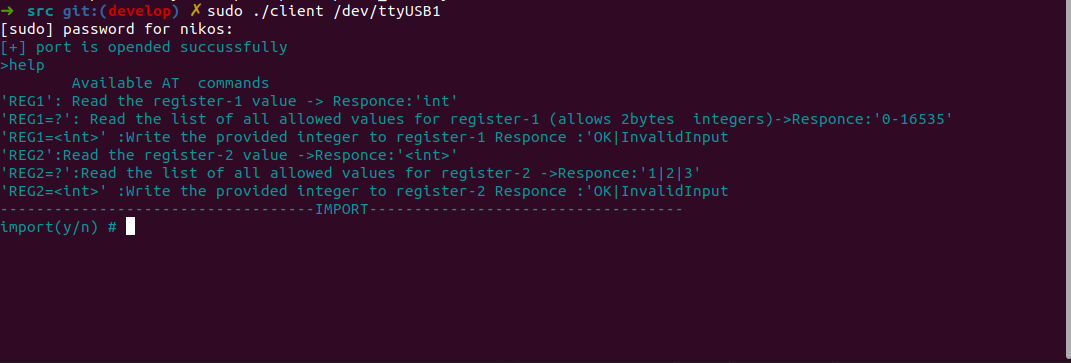 ➜ src git:(develop) ✗ sudo ./client /dev/ttyUSB1
[sudo] password for nikos:
[+] port is opended succussfully
>help
        Available AT  commands
'REG1': Read the register-1 value -> Responce:'int'
'REG1=?': Read the list of all allowed values for register-1 (allows 2bytes  integers)->Responce:'0-16535'
'REG1=<int>' :Write the provided integer to register-1 Responce :'OK|InvalidInput
'REG2':Read the register-2 value ->Responce:'<int>'
'REG2=?':Read the list of all allowed values for register-2 ->Responce:'1|2|3'
'REG2=<int>' :Write the provided integer to register-2 Responce :'OK|InvalidInput
-----------------------------------IMPORT-----------------------------------
import(y/n) #